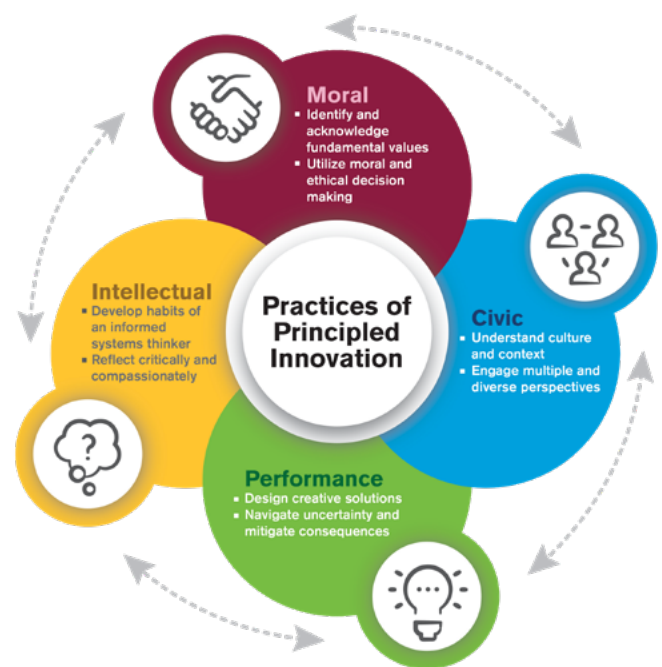 Moral
▪ Identify and
acknowledge
fundamental values
▪ Utilize moral and
ethical decision
making
Intellectual
▪ Develop habits of
an informed
systems thinker
▪ Reflect critically and
compassionately
Practices of
Principled
Innovation
Civic
▪ Understand culture
and context
▪ Engage multiple and
diverse perspectives
?
Performance
▪ Design creative solutions
▪ Navigate uncertainty and
mitigate consequences